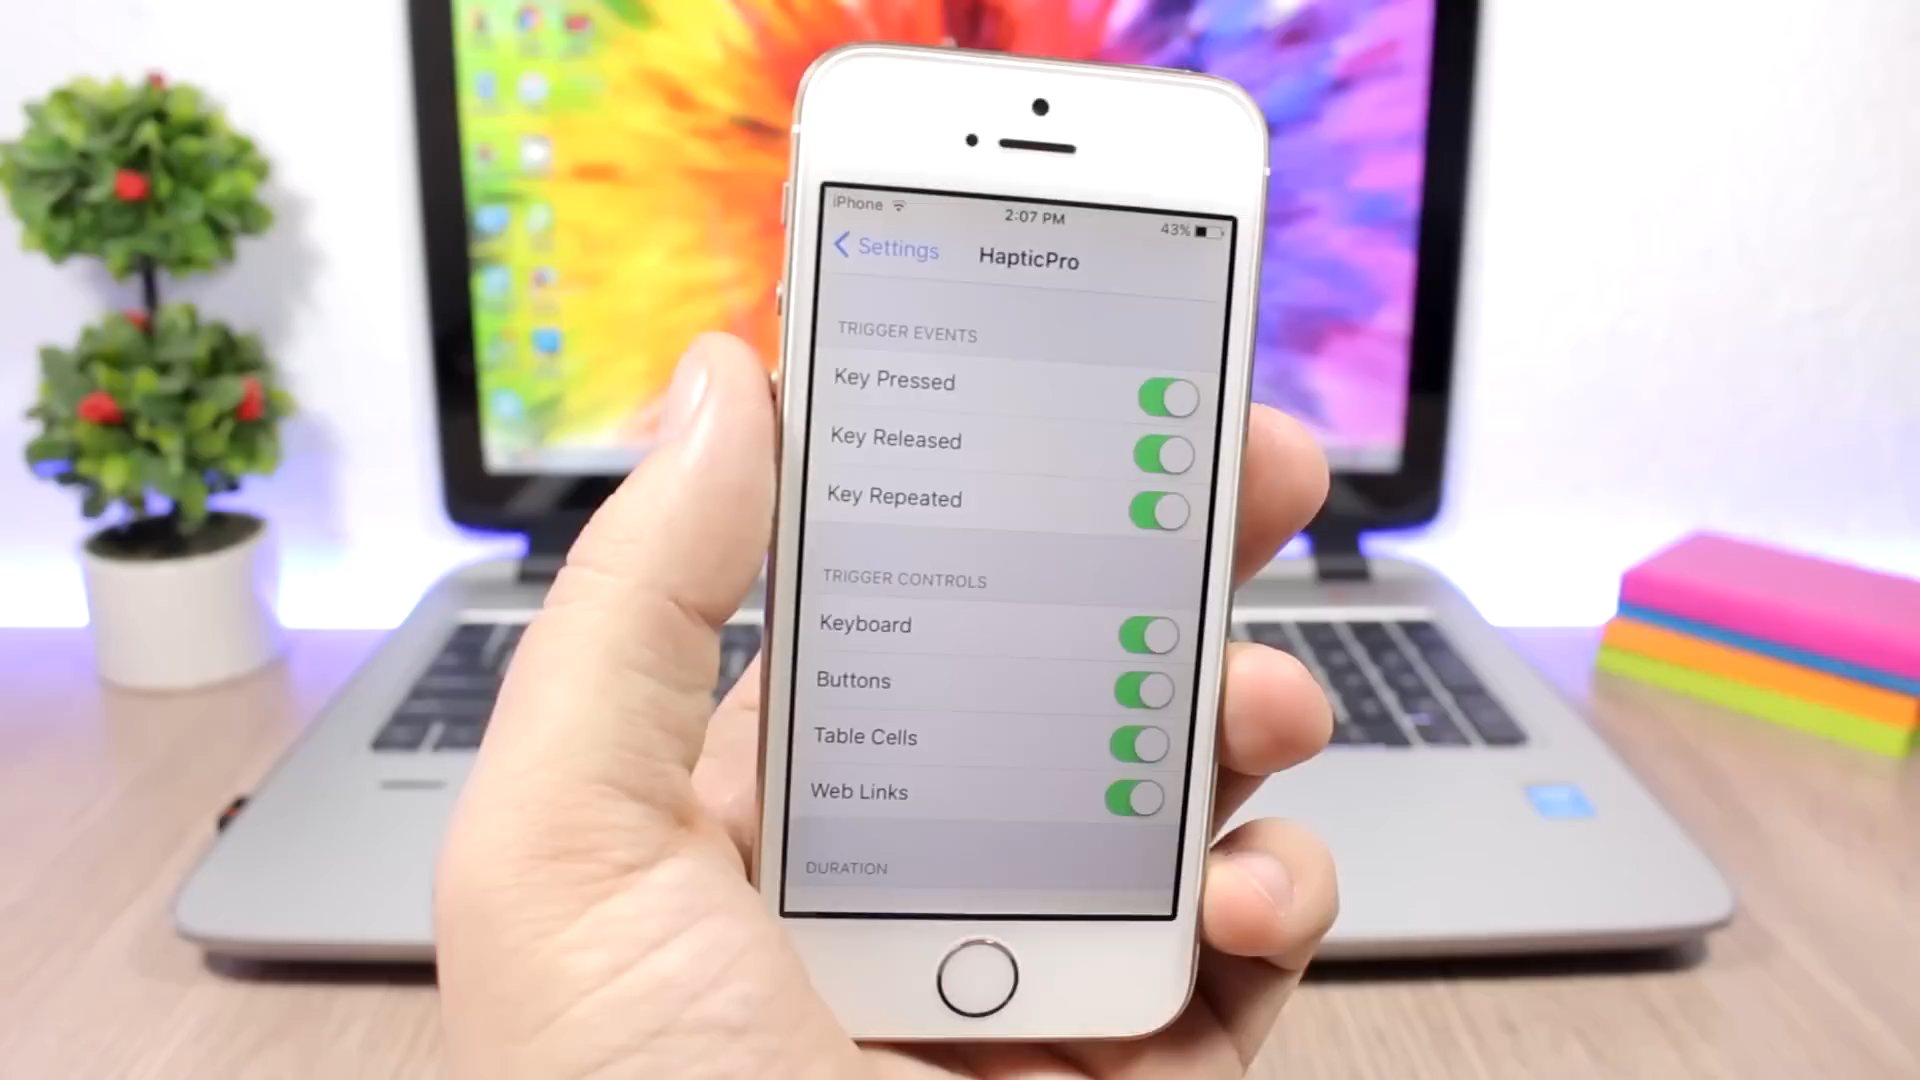 iPhone
2:07 PM
43%
Settings
HapticPro
TRIGGER EVENTS
Key Pressed
Key Released
Key Repeated
TRIGGER CONTROLS
Keyboard
Buttons
Table Cells
Web Links
DURATION